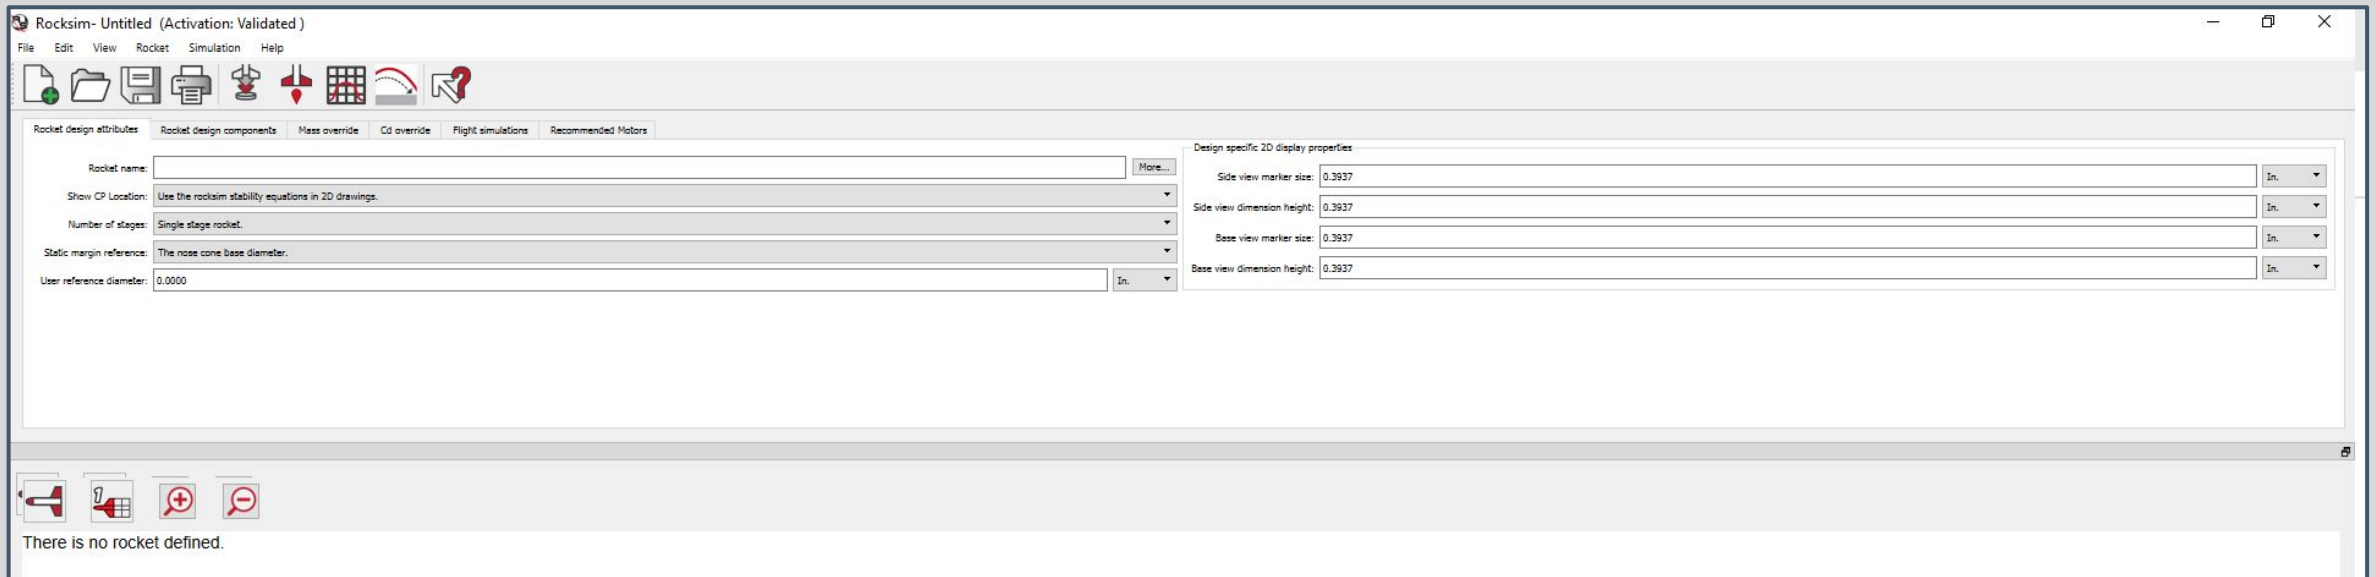 Rocksim- Untitled (Activation: Validated )
File Edit View Rocket Simulation Help
Rocket design attributes Rocket design components Mass override Cd override Flight simulations Recommended Motors
Rocket name: More...
Show CP Location: Use the rocksim stability equations in 2D drawings.
Number of stages: Single stage rocket.
Static margin reference: The nose cone base diameter.
User reference diameter: 0.0000 In.
Design specific 2D display properties
Side view marker size: 0.3937 In.
Side view dimension height: 0.3937 In.
Base view marker size: 0.3937 In.
Base view dimension height: 0.3937 In.
1
There is no rocket defined.